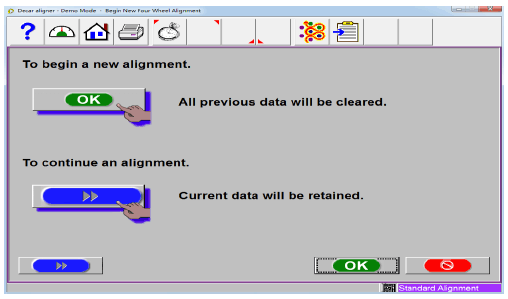 Decar aligner - Demo Mode - Begin New Four Wheel Alignment
?
To begin a new alignment.
OK
All previous data will be cleared.
To continue an alignment.
Current data will be retained.
OK
Standard Alignment